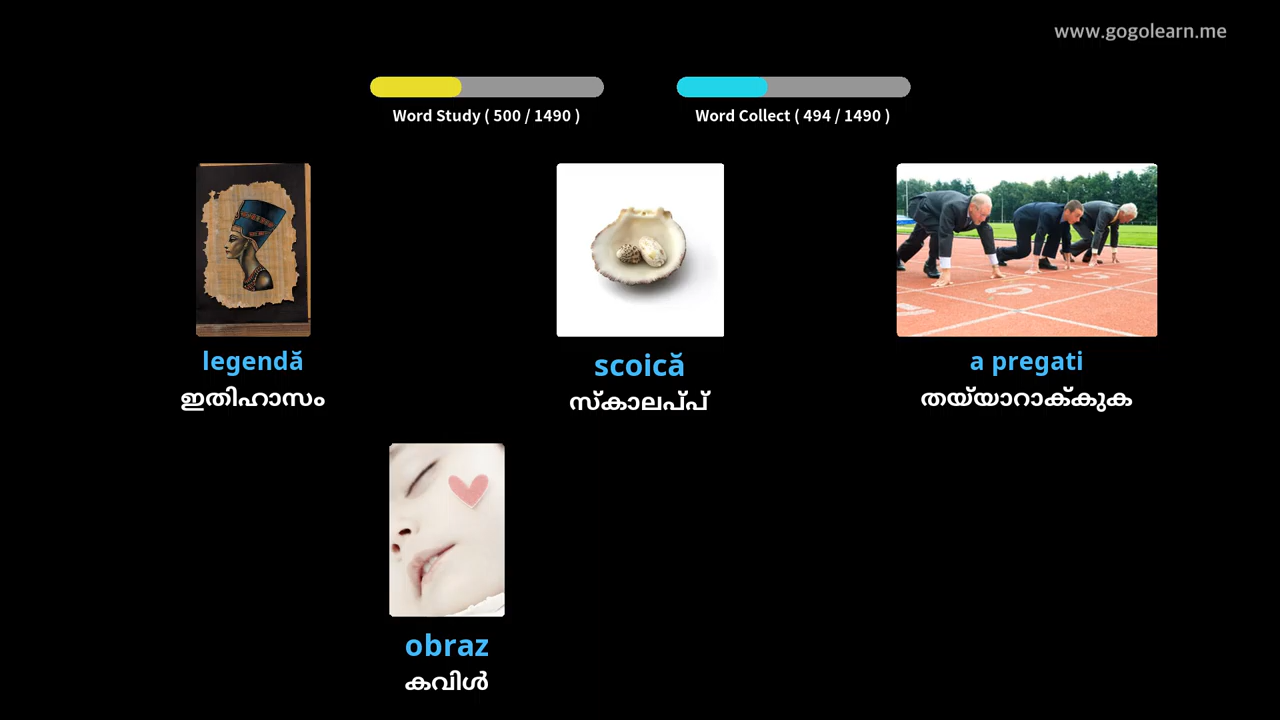 www.gogolearn.me
Word Study ( 500 / 1490 )
Word Collect ( 494 / 1490 )
legendă
ഇതിഹാസം
scoică
സ്കാലപ്പ്
a pregati
തയ്യാറാക്കുക
obraz
കവിൾ